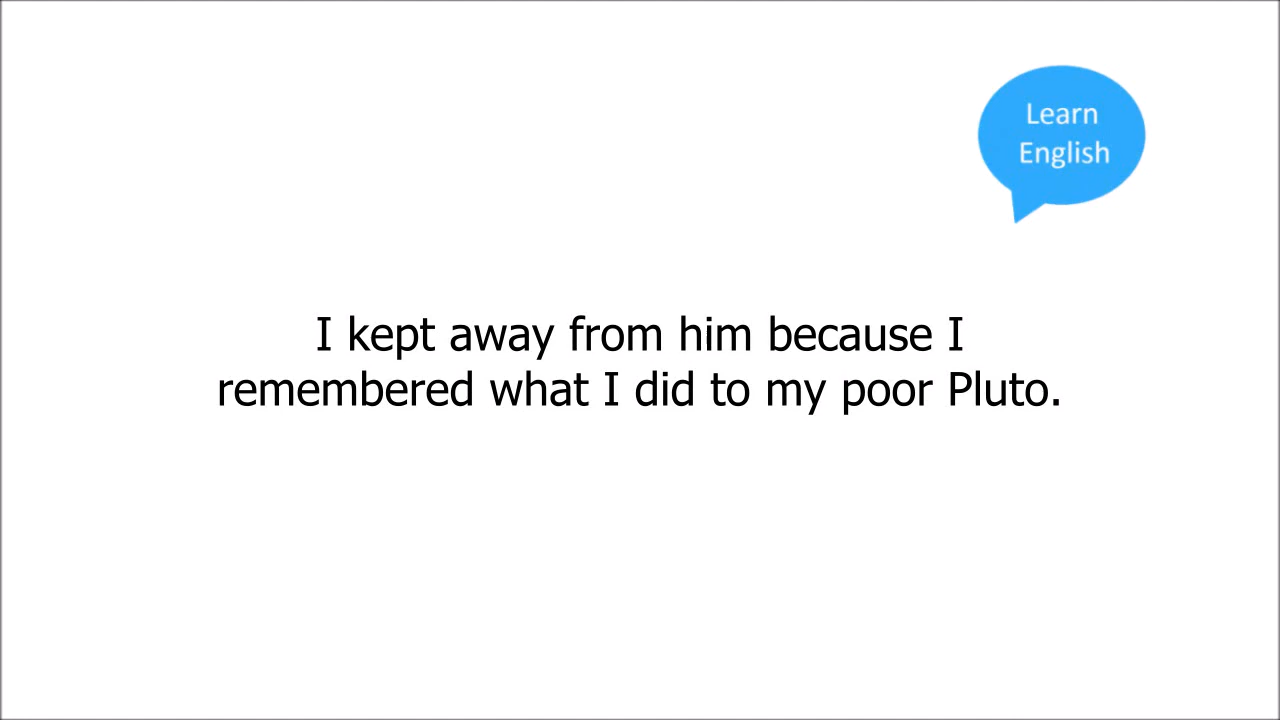 Learn
English
I kept away from him because I
remembered what I did to my poor Pluto.